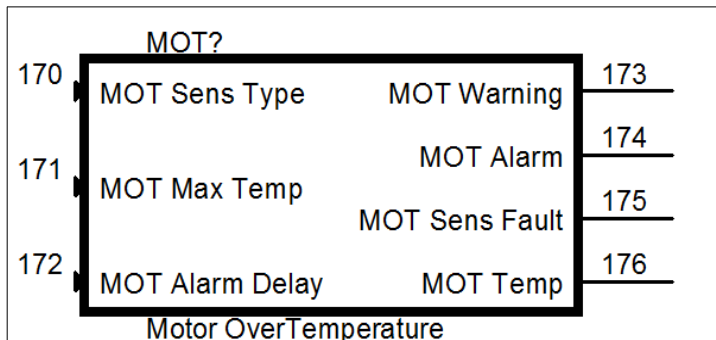 MOT?
170 MOT Sens Type MOT Warning 173
MOT Alarm 174
171 MOT Max Temp
MOT Sens Fault 175
172 MOT Alarm Delay MOT Temp 176
Motor OverTemperature